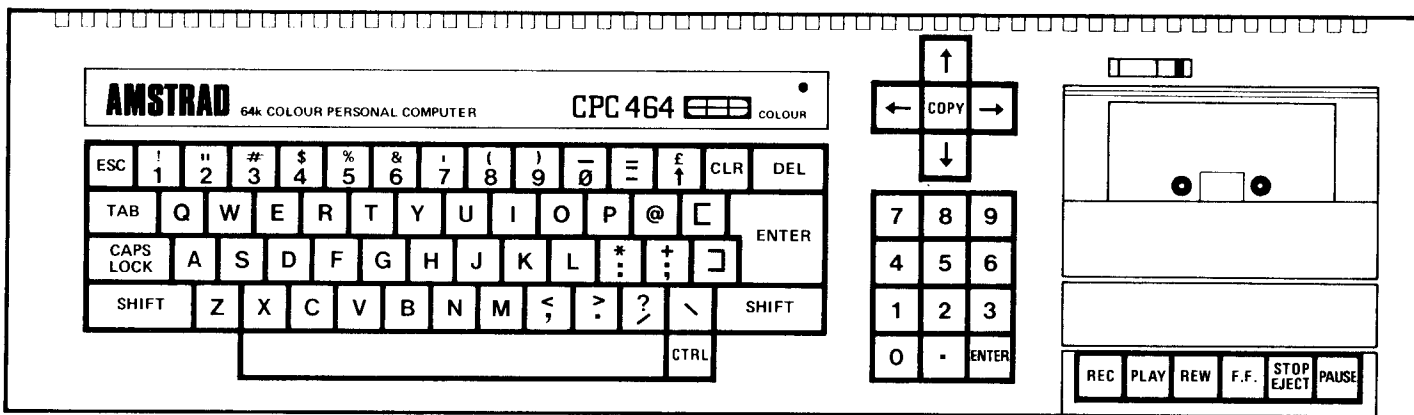 AMSTRAD 64k COLOUR PERSONAL COMPUTER CPC 464 COLOUR
ESC ! 1 " 2 # 3 $ 4 % 5 & 6 ' 7 ( 8 ) 9 _ Ø = - £ ↑ CLR DEL
TAB Q W E R T Y U I O P @ [ ENTER
CAPS LOCK A S D F G H J K L * : + ; ]
SHIFT Z X C V B N M < , > . ? / \ SHIFT
CTRL
↑
← COPY →
↓
7 8 9
4 5 6
1 2 3
0 . ENTER
REC PLAY REW F.F. STOP EJECT PAUSE